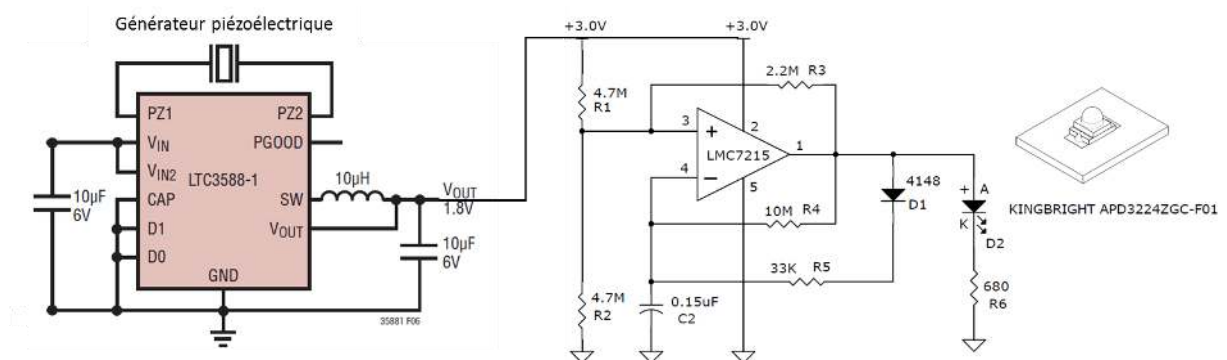 Générateur piézoélectrique
PZ1
PZ2
VIN
PGOOD
VIN2
LTC3588-1
10µF
6V
CAP
SW
10µH
VOUT
1.8V
D1
VOUT
D0
10µF
6V
GND
35881 F06
+3.0V
+3.0V
4.7M
R1
2.2M R3
3
+
2
LMC7215
1
4
−
5
4148
D1
10M R4
+ A
K
D2
33K R5
4.7M
R2
0.15uF
C2
680
R6
KINGBRIGHT APD3224ZGC-F01